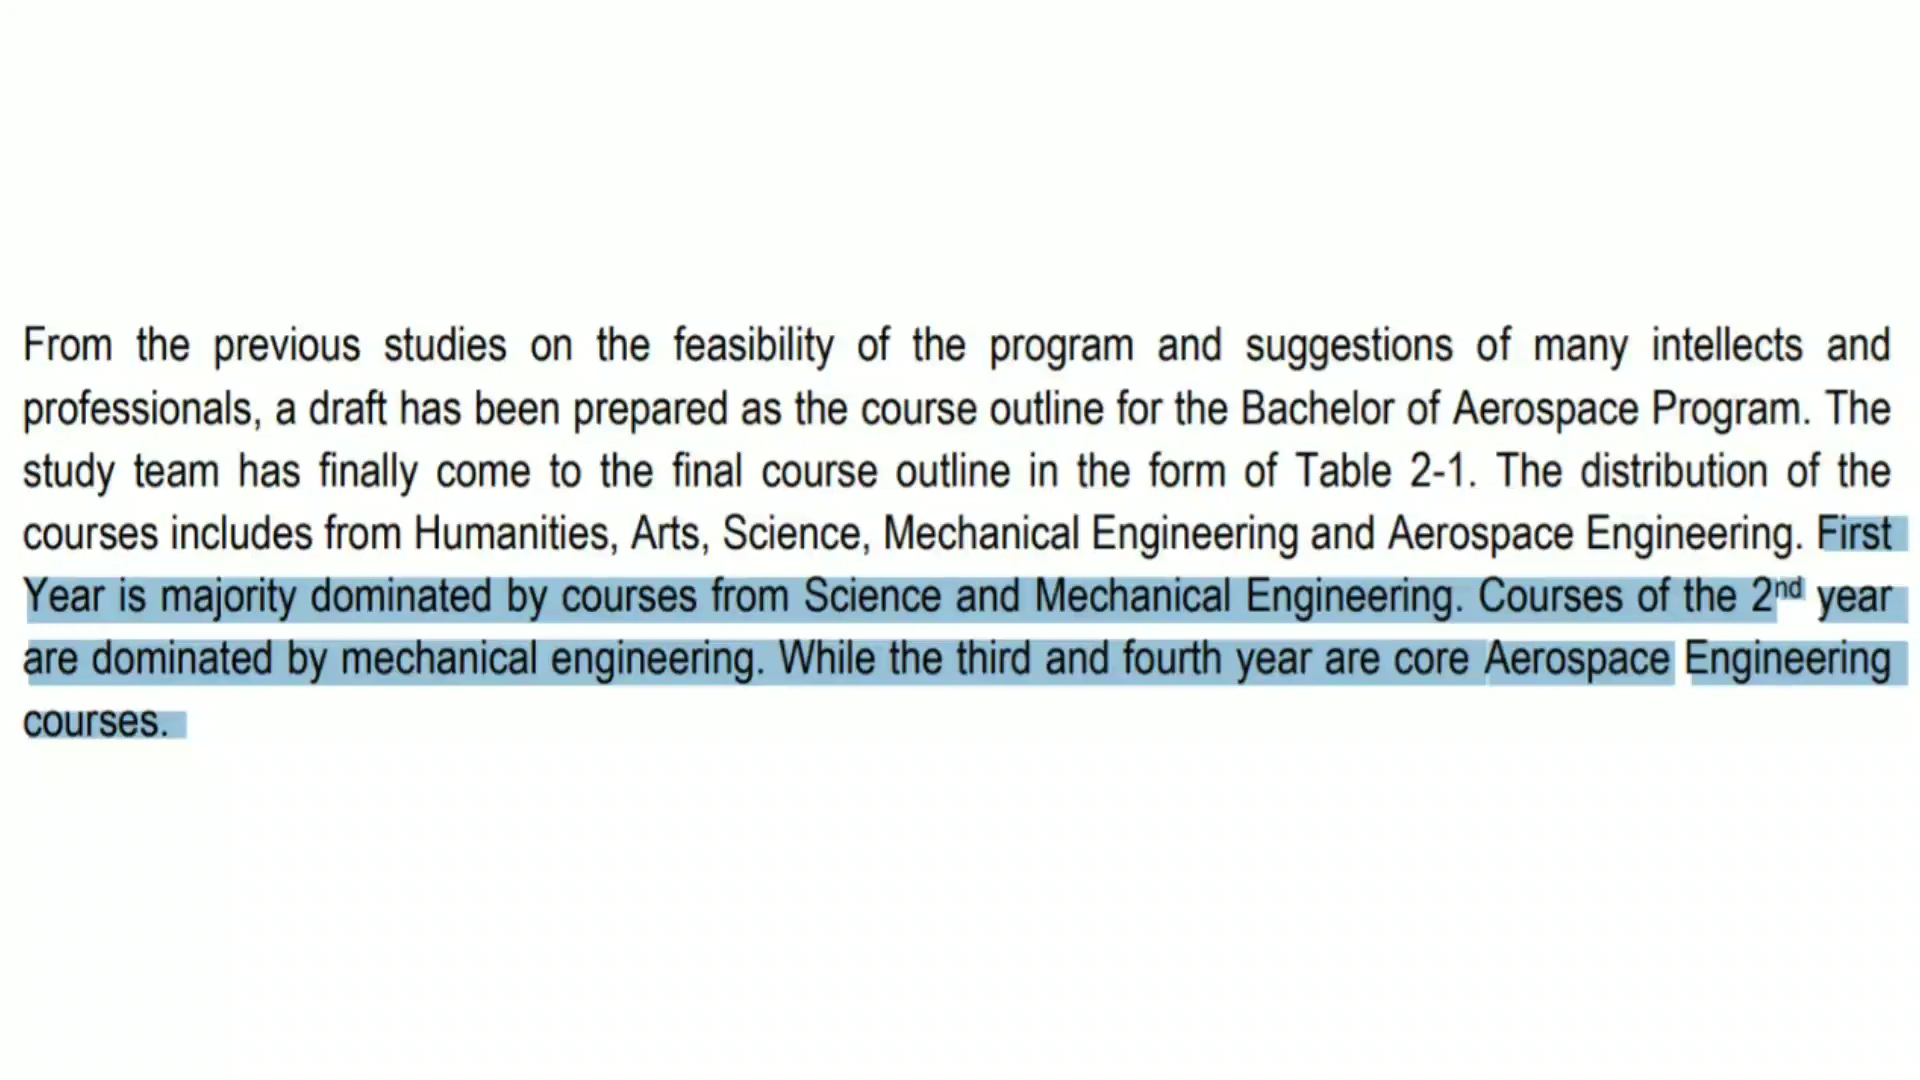 From the previous studies on the feasibility of the program and suggestions of many intellects and
professionals, a draft has been prepared as the course outline for the Bachelor of Aerospace Program. The
study team has finally come to the final course outline in the form of Table 2-1. The distribution of the
courses includes from Humanities, Arts, Science, Mechanical Engineering and Aerospace Engineering. First
Year is majority dominated by courses from Science and Mechanical Engineering. Courses of the 2nd year
are dominated by mechanical engineering. While the third and fourth year are core Aerospace Engineering
courses.